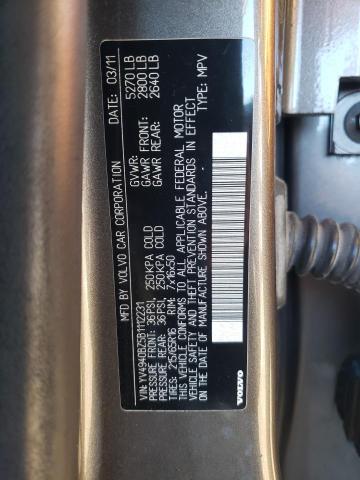 MFD BY VOLVO CAR CORPORATION DATE: 03/11
GVWR: 5270 LB
GAWR FRONT: 2800 LB
GAWR REAR: 2640 LB
VIN: YV4940BZ5B1112231 TYPE: MPV
PRESSURE FRONT: 36PSI, 250KPA COLD
PRESSURE REAR: 36PSI, 250KPA COLD
TIRES: 215/65R16 RIM: 7x16x50
THIS VEHICLE CONFORMS TO ALL APPLICABLE FEDERAL MOTOR
VEHICLE SAFETY AND THEFT PREVENTION STANDARDS IN EFFECT
ON THE DATE OF MANUFACTURE SHOWN ABOVE.
VOLVO